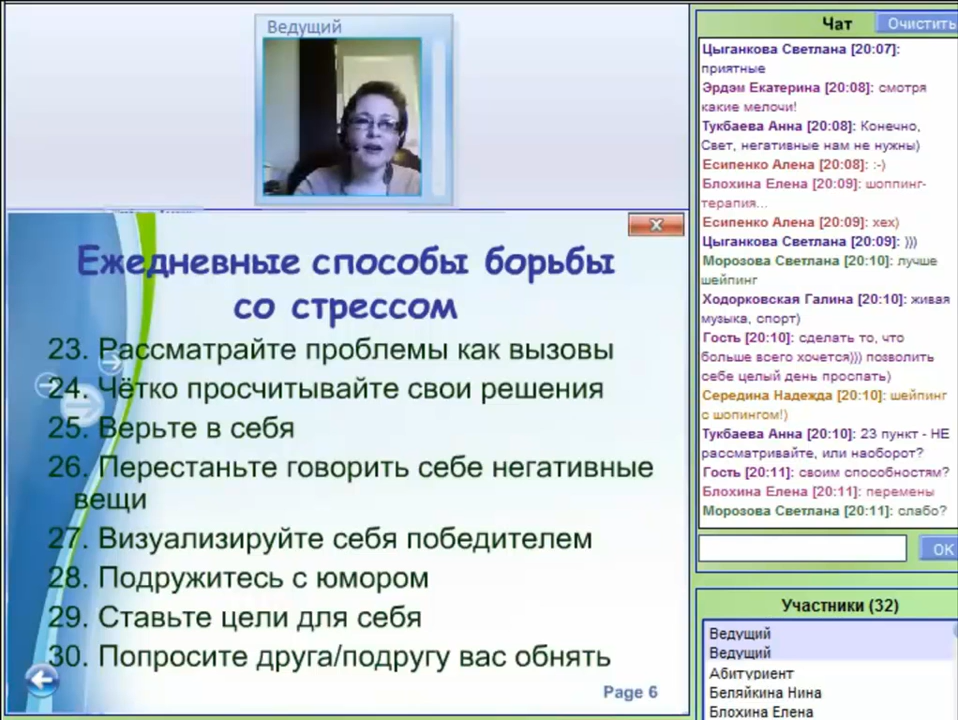 Ведущий
Ежедневные способы борьбы
со стрессом
23. Рассматрайте проблемы как вызовы
24. Чётко просчитывайте свои решения
25. Верьте в себя
26. Перестаньте говорить себе негативные
вещи
27. Визуализируйте себя победителем
28. Подружитесь с юмором
29. Ставьте цели для себя
30. Попросите друга/подругу вас обнять
Page 6
Чат
Очистить
Цыганкова Светлана [20:07]:
приятные
Эрдэм Екатерина [20:08]: смотря
какие мелочи!
Тукбаева Анна [20:08]: Конечно,
Свет, негативные нам не нужны)
Есипенко Алена [20:08]: :-)
Блохина Елена [20:09]: шоппинг-
терапия...
Есипенко Алена [20:09]: хех)
Цыганкова Светлана [20:09]: )))
Морозова Светлана [20:10]: лучше
шейпинг
Ходорковская Галина [20:10]: живая
музыка, спорт)
Гость [20:10]: сделать то, что
больше всего хочется))) позволить
себе целый день проспать)
Середина Надежда [20:10]: шейпинг
с шопингом!)
Тукбаева Анна [20:10]: 23 пункт - НЕ
рассматривайте, или наоборот?
Гость [20:11]: своим способностям?
Блохина Елена [20:11]: перемены
Морозова Светлана [20:11]: слабо?
ОК
Участники (32)
Ведущий
Ведущий
Абитуриент
Беляйкина Нина
Блохина Елена